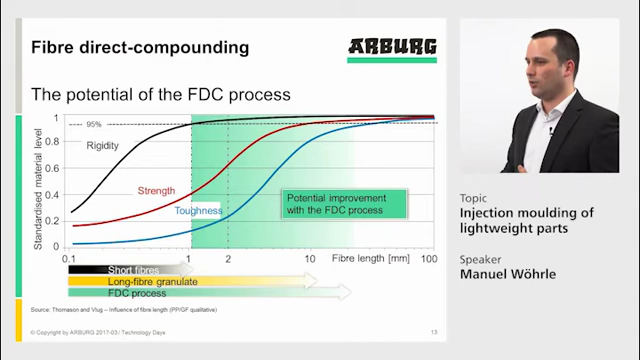 Fibre direct-compounding
ARBURG
The potential of the FDC process
Standardised material level
1
0.8
0.6
0.4
0.2
0
95%
Rigidity
Strength
Toughness
Potential improvement
with the FDC process
0.1
1
2
10
Fibre length [mm]
100
Short fibres
Long-fibre granulate
FDC process
Source: Thomason and Vlug – Influence of fibre length (PP/GF qualitative)
© Copyright by ARBURG 2017-03 / Technology Days
13
Topic
Injection moulding of
lightweight parts
Speaker
Manuel Wöhrle